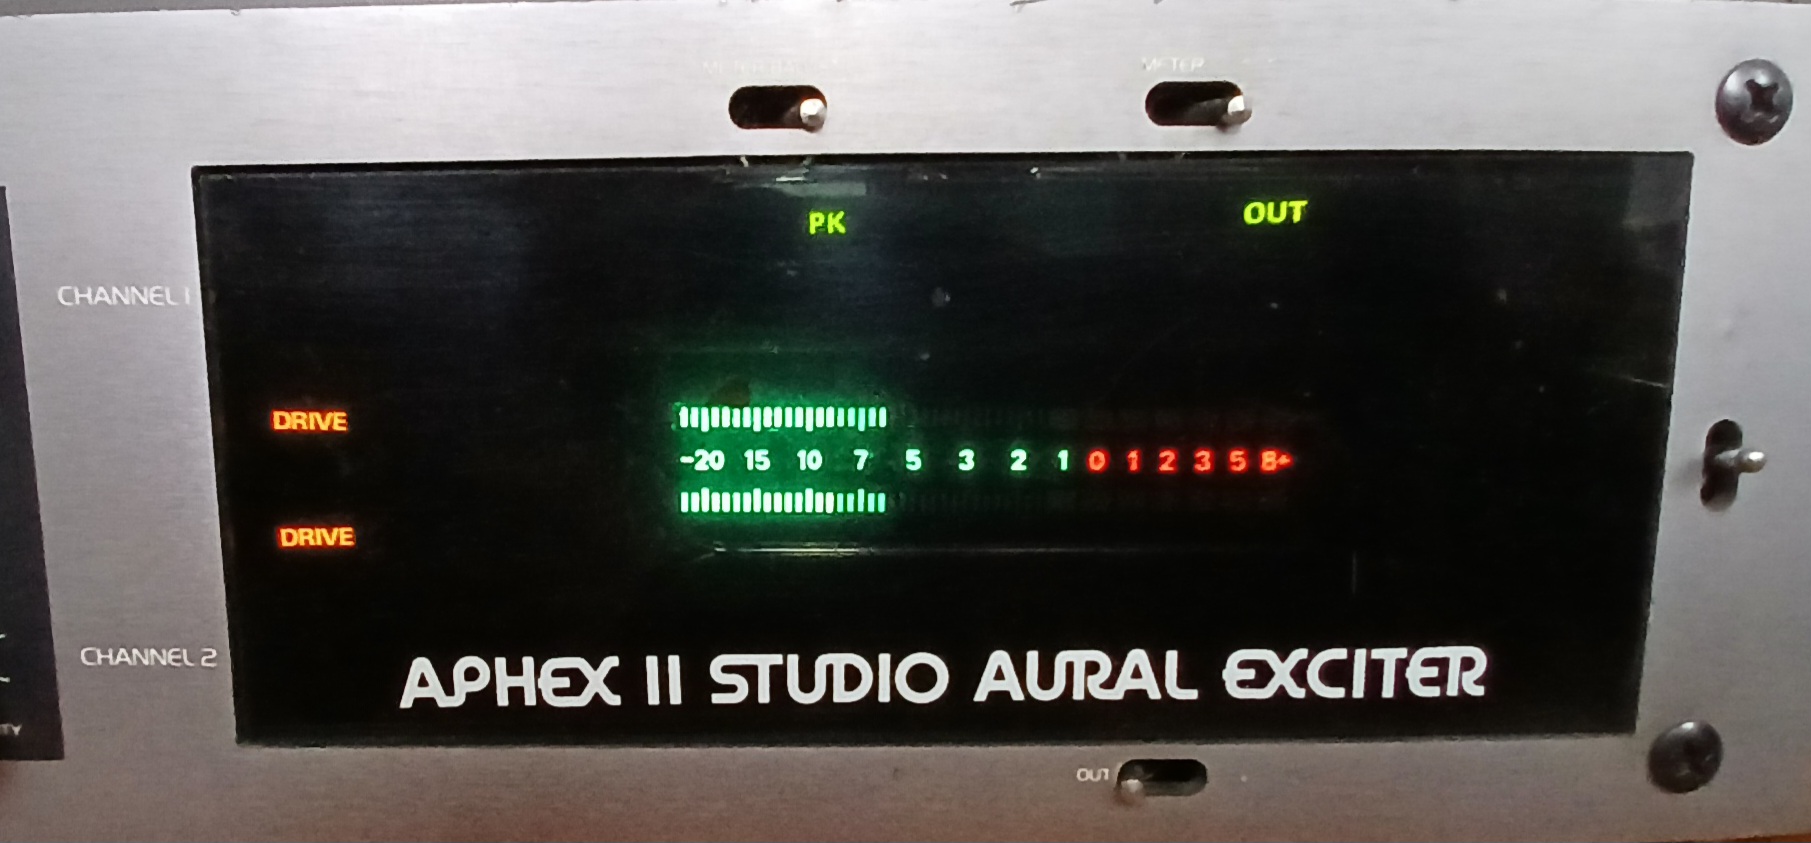 METER
PK
OUT
CHANNEL 1
DRIVE
-20 15 10 7 5 3 2 1 0 1 2 3 5 8+
DRIVE
CHANNEL 2
APHEX II STUDIO AURAL EXCITER
OUT